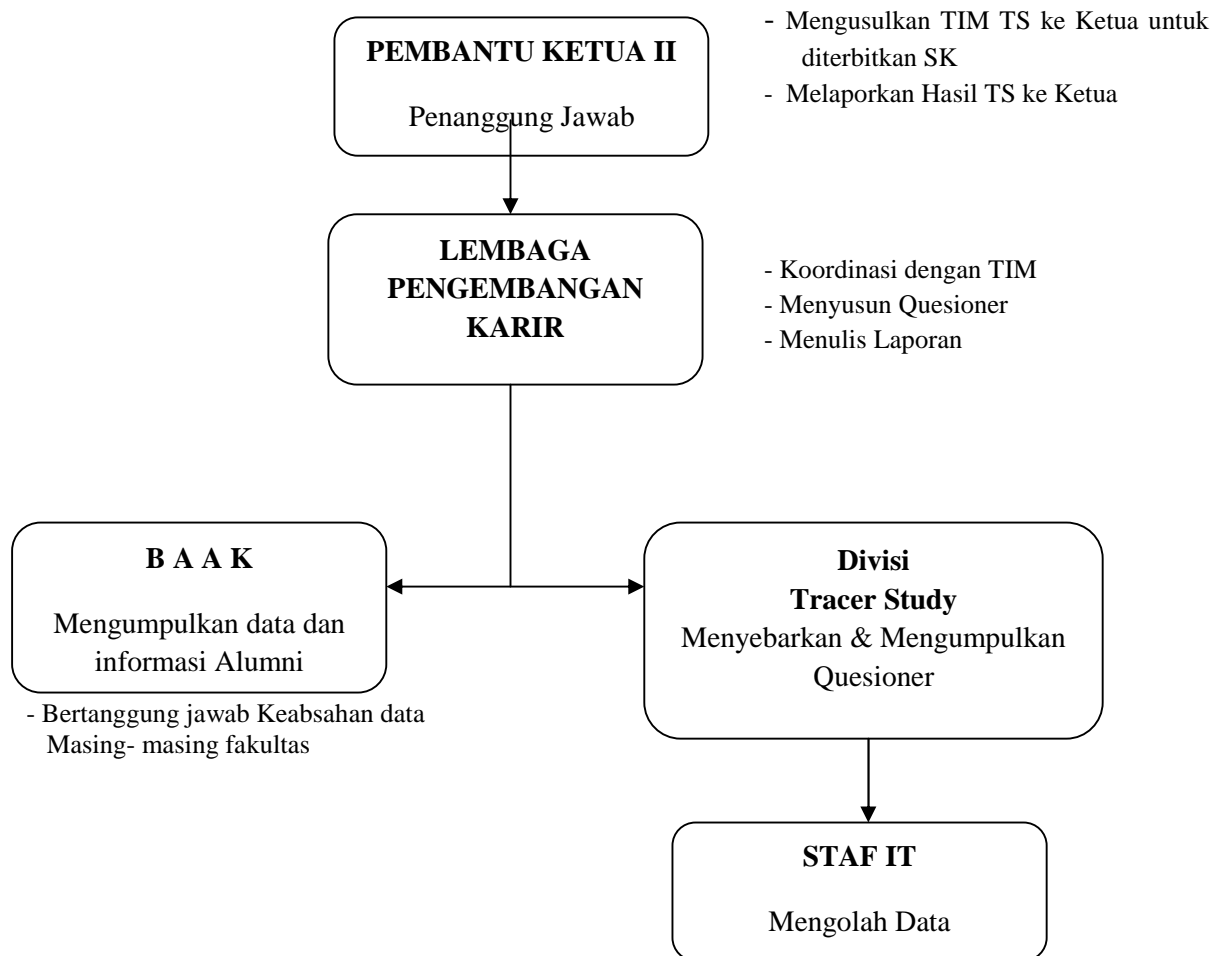 PEMBANTU KETUA II
Penanggung Jawab
- Mengusulkan TIM TS ke Ketua untuk
diterbitkan SK
- Melaporkan Hasil TS ke Ketua
LEMBAGA
PENGEMBANGAN
KARIR
- Koordinasi dengan TIM
- Menyusun Quesioner
- Menulis Laporan
B A A K
Mengumpulkan data dan
informasi Alumni
- Bertanggung jawab Keabsahan data
Masing- masing fakultas
Divisi
Tracer Study
Menyebarkan & Mengumpulkan
Quesioner
STAF IT
Mengolah Data